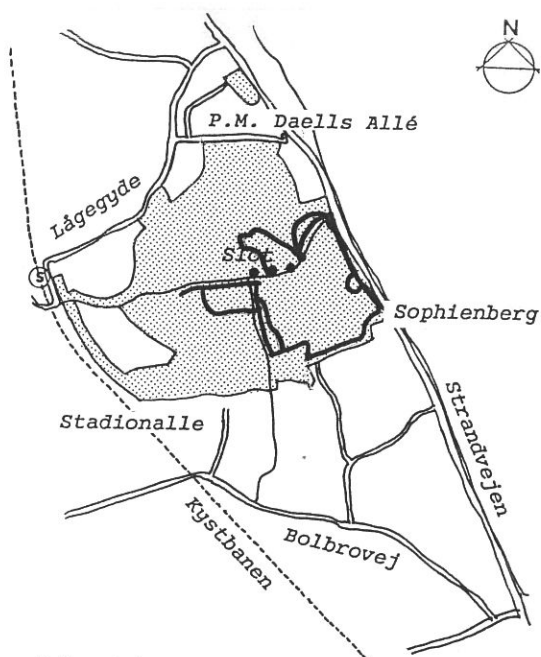 N
P.M. Daells Allé
Lågegyde
Slot
S
Sophienberg
Stadionalle
Strandvejen
Kystbanen
Bolbrovej